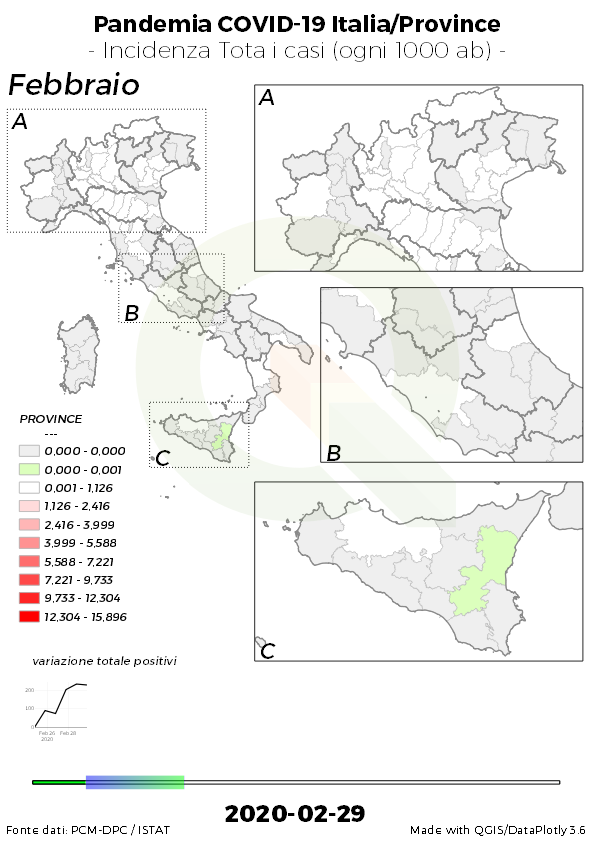 Pandemia COVID-19 Italia/Province
- Incidenza Tota i casi (ogni 1000 ab) -
Febbraio
A
A
B
B
C
C
PROVINCE
---
0,000 - 0,000
0,000 - 0,001
0,001 - 1,126
1,126 - 2,416
2,416 - 3,999
3,999 - 5,588
5,588 - 7,221
7,221 - 9,733
9,733 - 12,304
12,304 - 15,896
variazione totale positivi
200
100
0
Feb 26 Feb 28
2020
2020-02-29
Fonte dati: PCM-DPC / ISTAT
Made with QGIS/DataPlotly 3.6